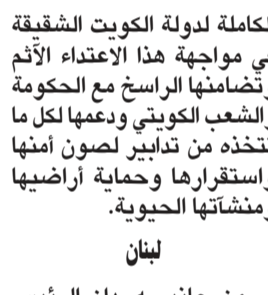 لكاملة لدولة الكويت الشقيقة
في مواجهة هذا الاعتداء الآثم
وتضامنها الراسخ مع الحكومة
والشعب الكويتي ودعمها لكل ما
تتخذه من تدابير لصون أمنها
واستقرارها وحماية أراضيها
ومنشآتها الحيوية.
لبنان